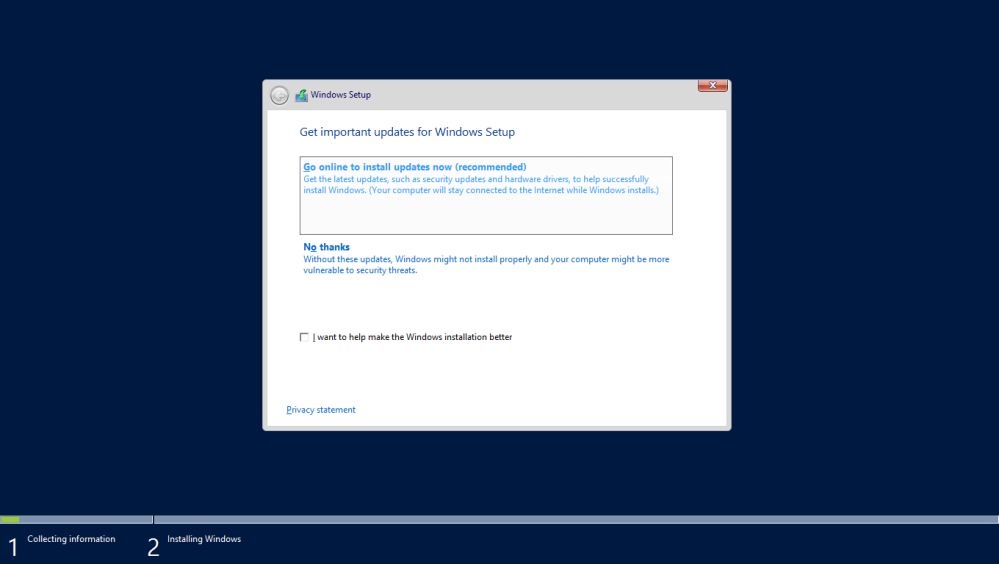 Windows Setup
Get important updates for Windows Setup
Go online to install updates now (recommended)
Get the latest updates, such as security updates and hardware drivers, to help successfully
install Windows. (Your computer will stay connected to the Internet while Windows installs.)
No thanks
Without these updates, Windows might not install properly and your computer might be more
vulnerable to security threats.
I want to help make the Windows installation better
Privacy statement
1 Collecting information 2 Installing Windows